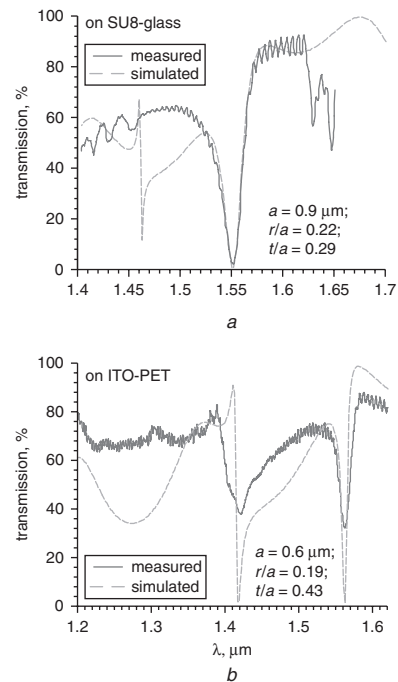 on SU8-glass
measured
simulated
transmission, %
100
80
60
40
20
0
a = 0.9 μm;
r/a = 0.22;
t/a = 0.29
1.4 1.45 1.5 1.55 1.6 1.65 1.7
a
on ITO-PET
transmission, %
100
80
60
40
20
0
measured
simulated
a = 0.6 μm;
r/a = 0.19;
t/a = 0.43
1.2 1.3 1.4 1.5 1.6
λ, μm
b